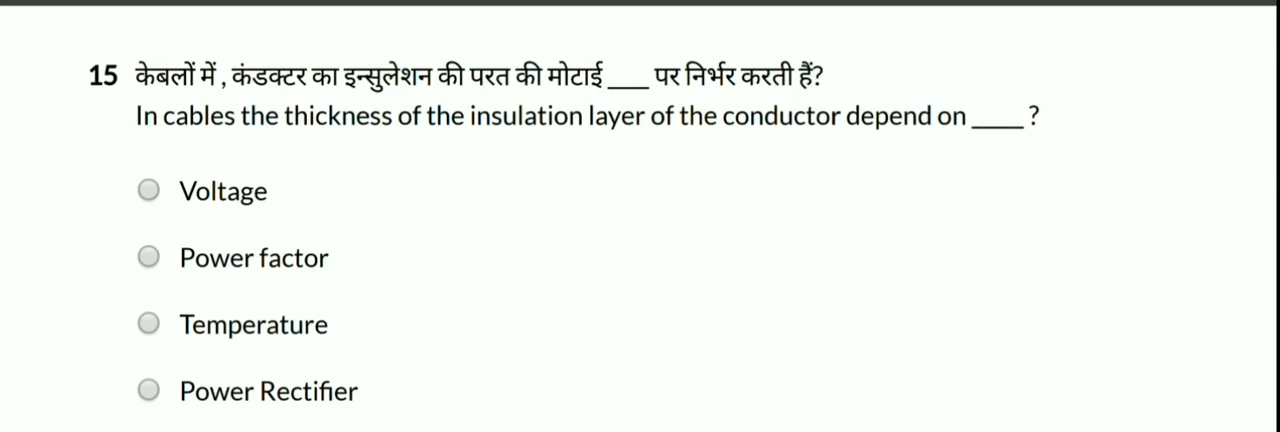 15 केबलों में , कंडक्टर का इन्सुलेशन की परत की मोटाई ___ पर निर्भर करती हैं?
In cables the thickness of the insulation layer of the conductor depend on ____ ?
Voltage
Power factor
Temperature
Power Rectifier